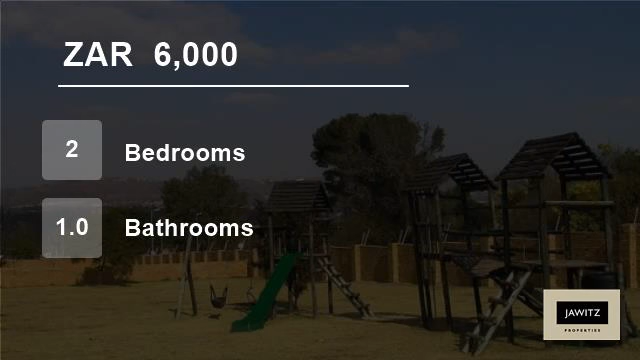 ZAR 6,000
2
Bedrooms
1.0
Bathrooms
JAWITZ
PROPERTIES